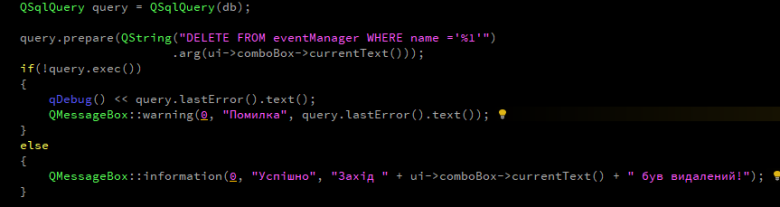 QSqlQuery query = QSqlQuery(db);
query.prepare(QString("DELETE FROM eventManager WHERE name ='%1'")
.arg(ui->comboBox->currentText()));
if(!query.exec())
{
qDebug() << query.lastError().text();
QMessageBox::warning(0, "Помилка", query.lastError().text());
}
else
{
QMessageBox::information(0, "Успішно", "Захід " + ui->comboBox->currentText() + " був видалений!");
}